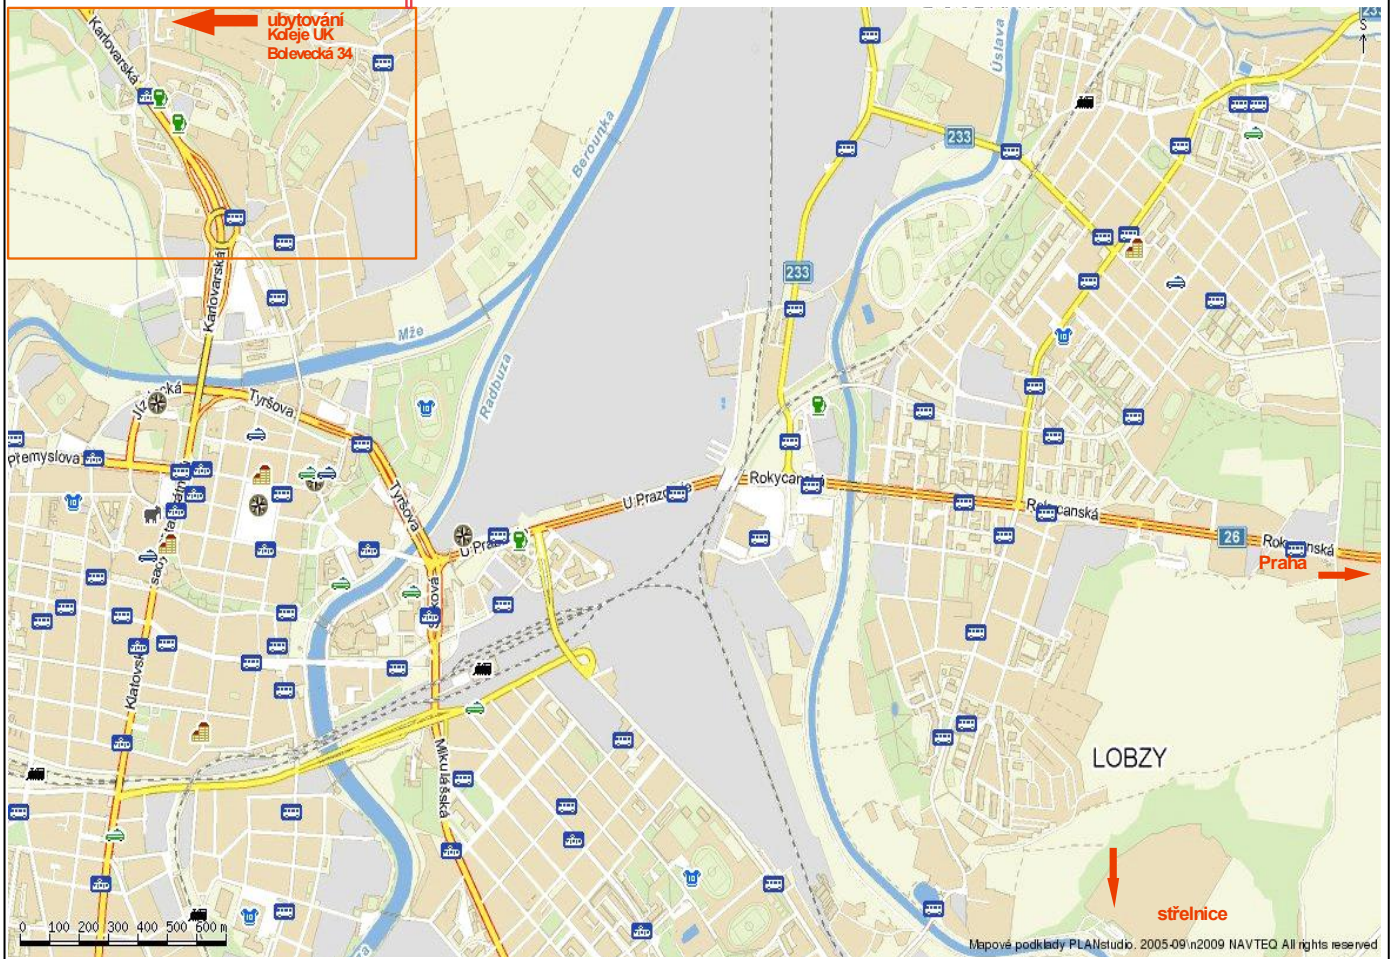 Karlovarská
ubytování
Koleje UK
Bolevecká 34
Berounka
Úslava
S
233
Karlovarská
233
Mže
Radbuza
Tyršova
Přemyslova
Tyršova
U Prazdroje
Rokycanská
Rokycanská
26
Rokycanská
Praha
Klatovská
Mikulášská
LOBZY
střelnice
0 100 200 300 400 500 600 m
Mapové podklady PLANstudio. 2005-09\n2009 NAVTEQ All rights reserved